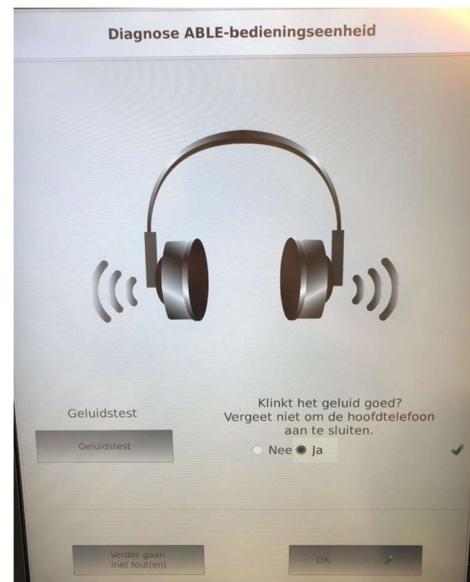 Diagnose ABLE-bedieningseenheid
Geluidstest
Klinkt het geluid goed?
Vergeet niet om de hoofdtelefoon
aan te sluiten.
Geluidstest
Nee Ja
Verder gaan
met fout(en)
OK